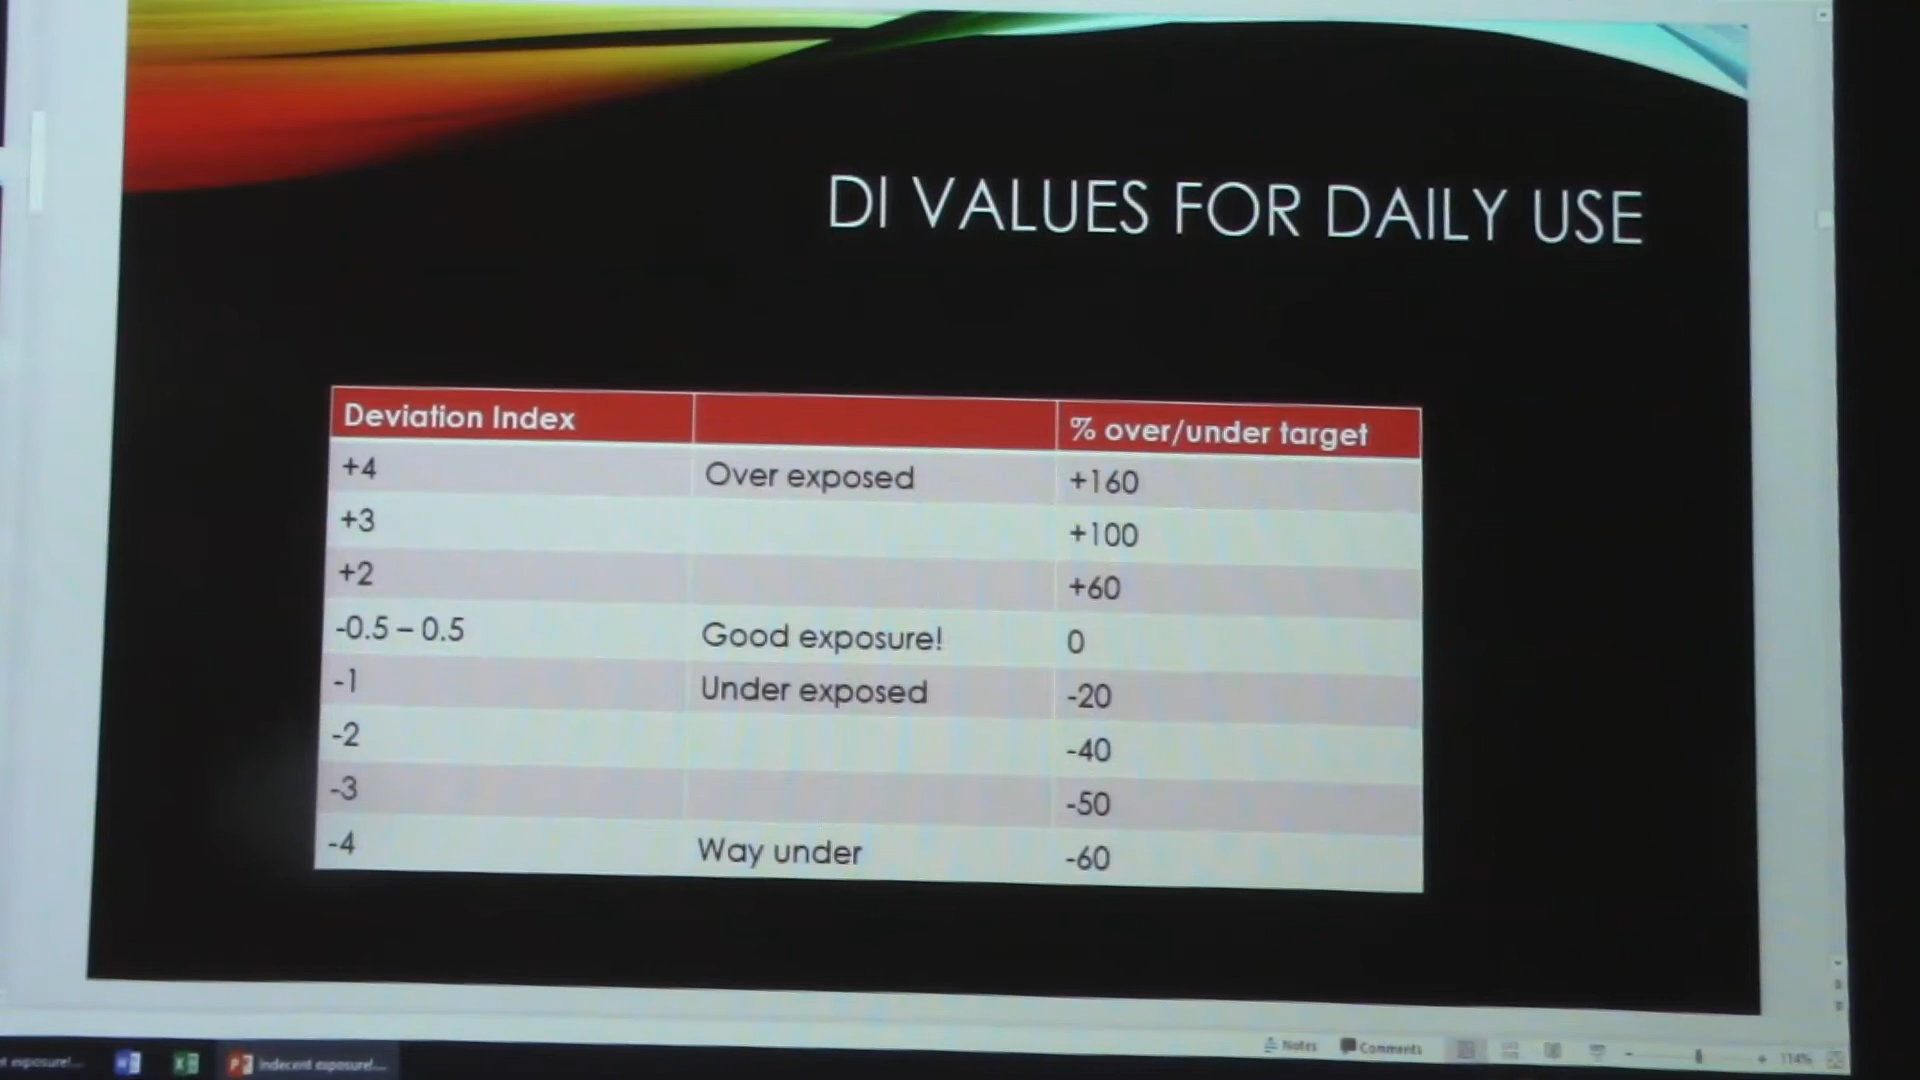 DI VALUES FOR DAILY USE
Deviation Index % over/under target
+4 Over exposed +160
+3 +100
+2 +60
-0.5 – 0.5 Good exposure! 0
-1 Under exposed -20
-2 -40
-3 -50
-4 Way under -60
Notes Comments 114%
exposure!... Indecent exposure!...